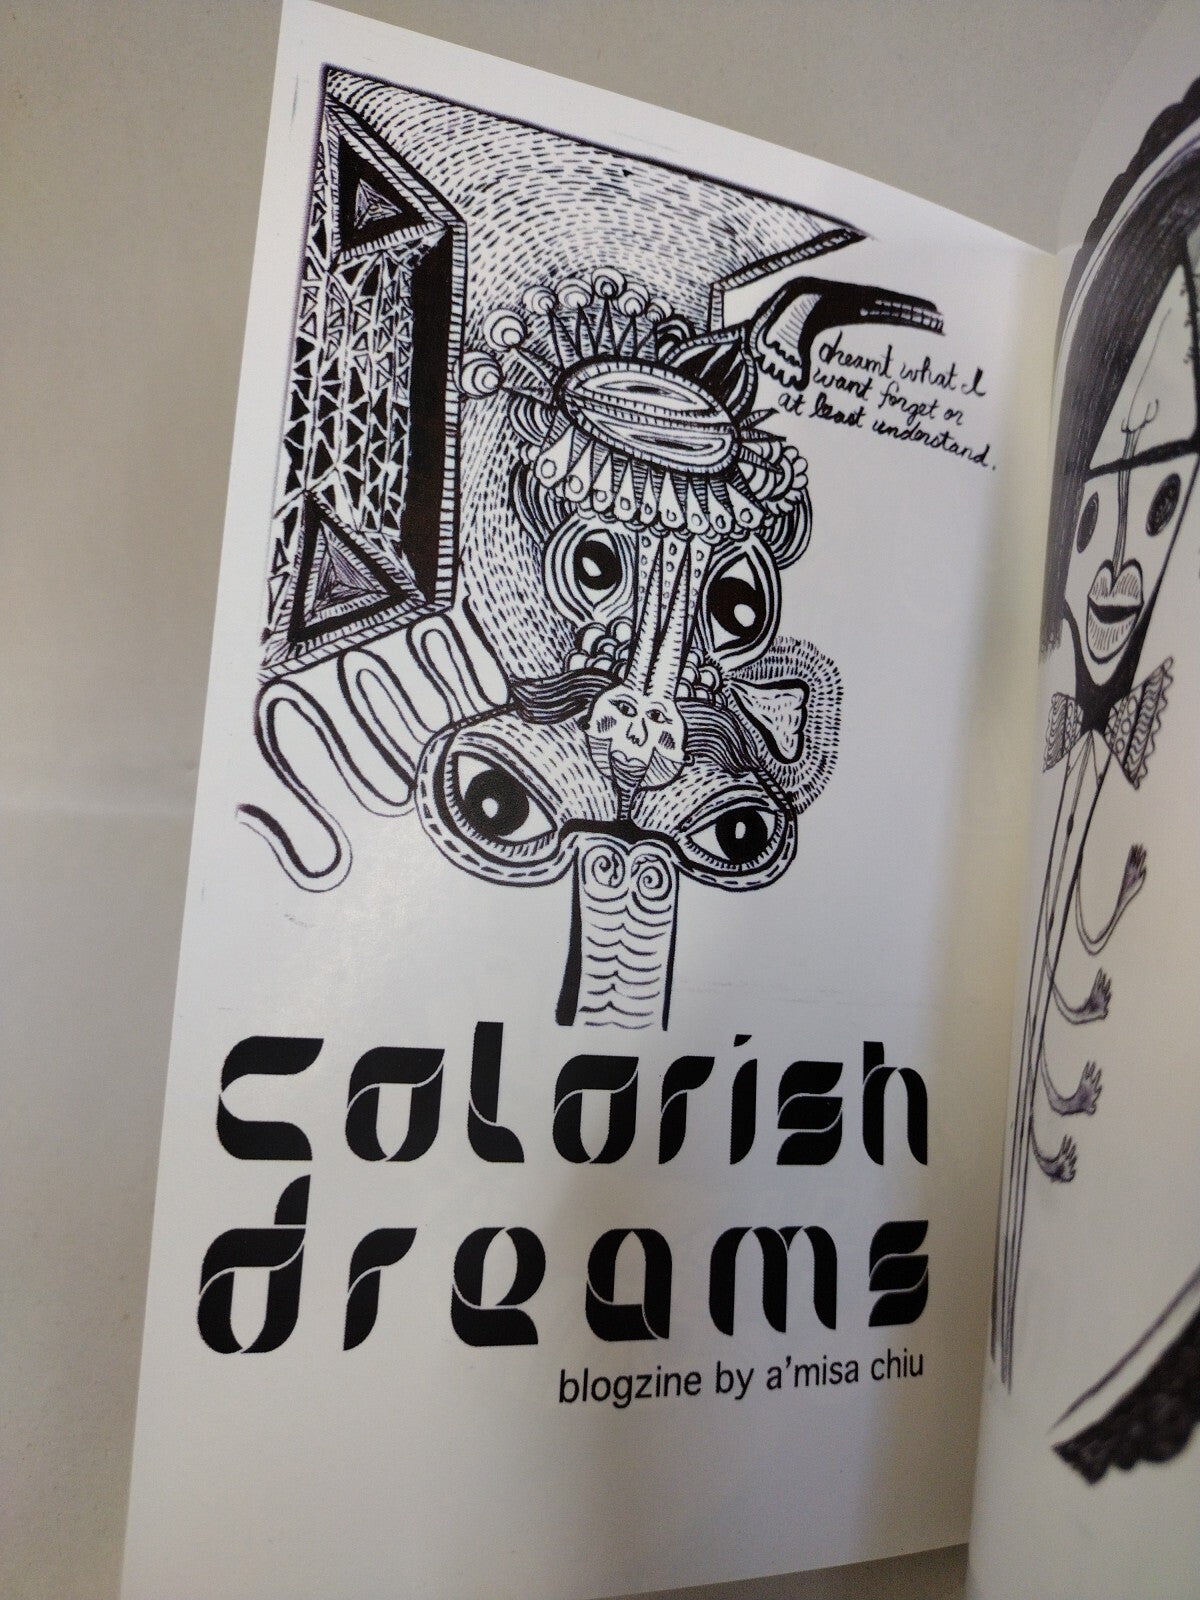 dreamt what I
want forget or
at least understand.
colorish
dreams
blogzine by a'misa chiu